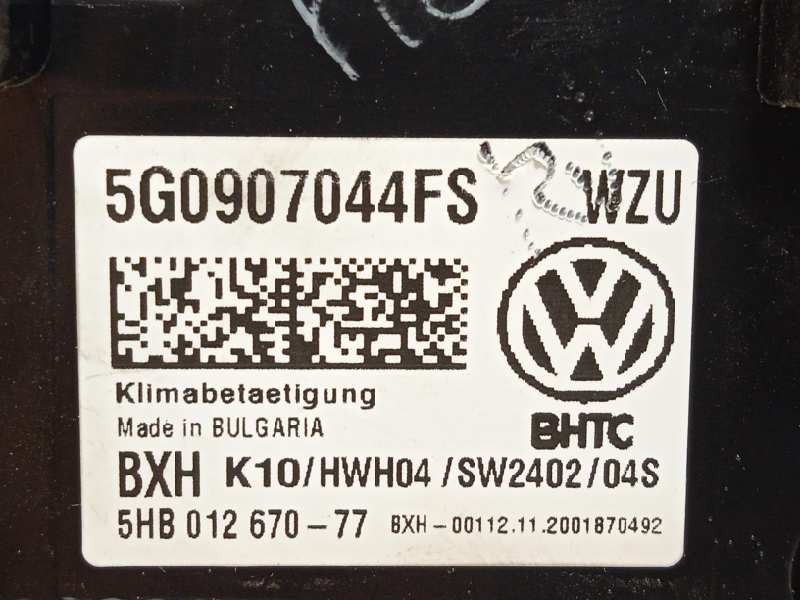 5G0907044FS WZU
Klimabetaetigung
Made in BULGARIA
BHTC
BXH K10/HWH04/SW2402/04S
5HB 012 670-77 BXH-00112.11.2001870492